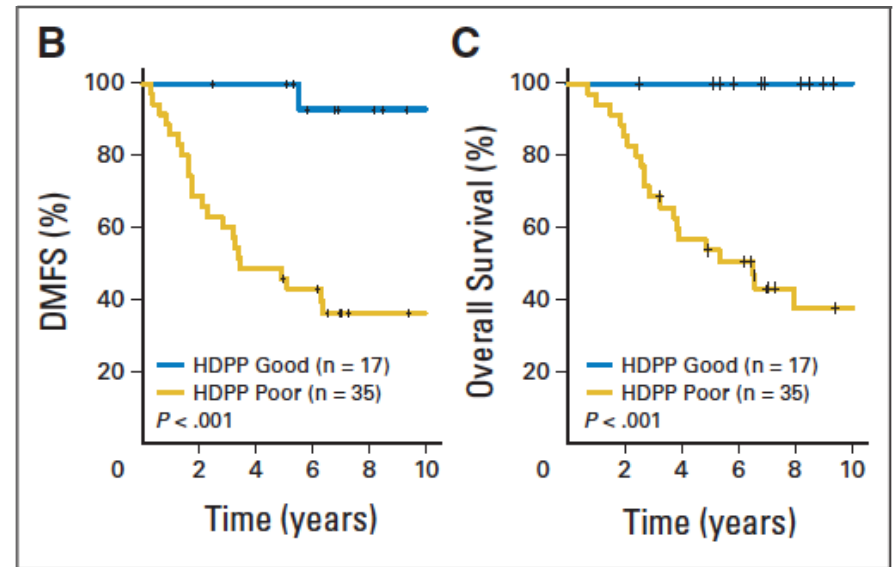 B
DMFS (%)
100
80
60
40
20
0
2
4
6
8
10
HDPP Good (n = 17)
HDPP Poor (n = 35)
P < .001
Time (years)
C
Overall Survival (%)
100
80
60
40
20
0
2
4
6
8
10
HDPP Good (n = 17)
HDPP Poor (n = 35)
P < .001
Time (years)